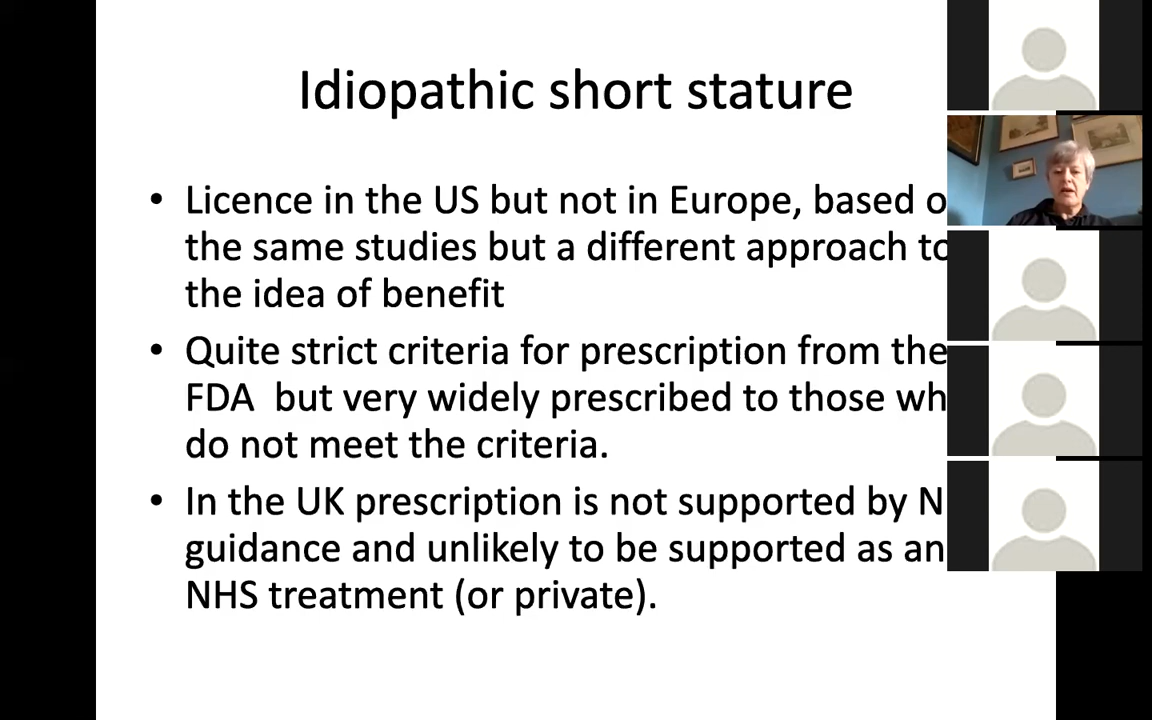 Idiopathic short stature
• Licence in the US but not in Europe, based o
the same studies but a different approach to
the idea of benefit
• Quite strict criteria for prescription from the
FDA but very widely prescribed to those wh
do not meet the criteria.
• In the UK prescription is not supported by N
guidance and unlikely to be supported as an
NHS treatment (or private).